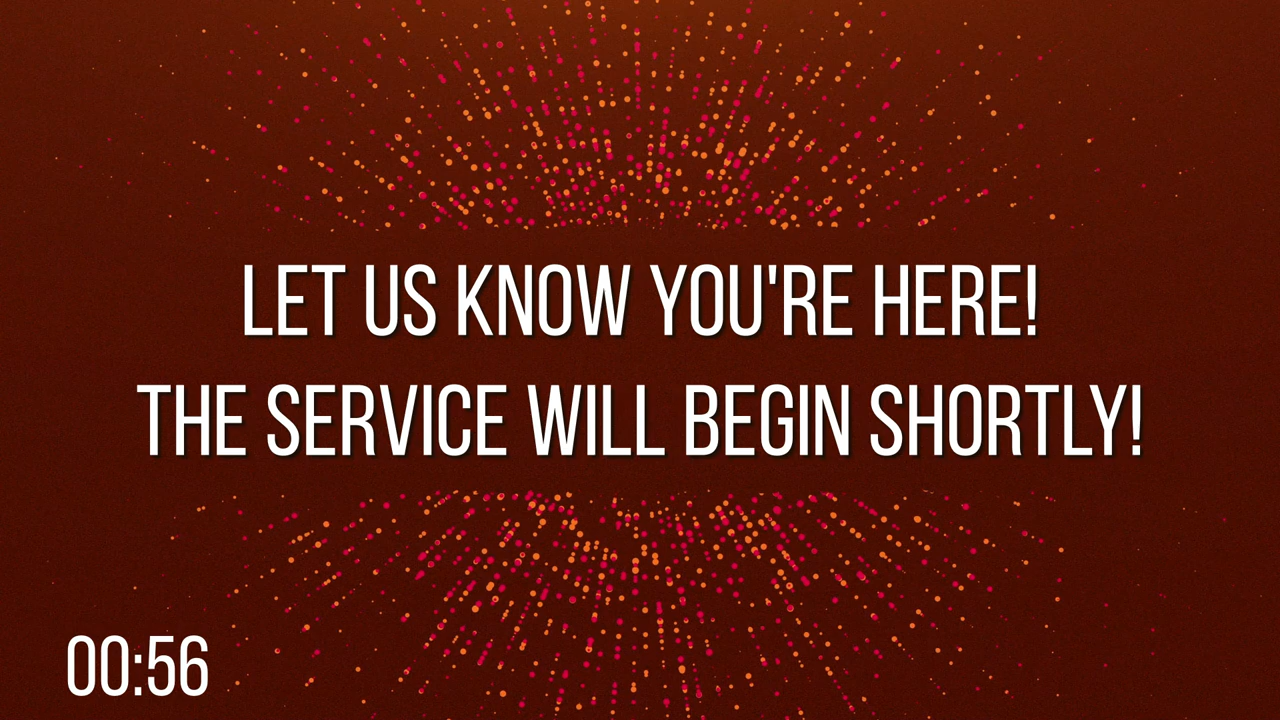 LET US KNOW YOU'RE HERE!
THE SERVICE WILL BEGIN SHORTLY!
00:56